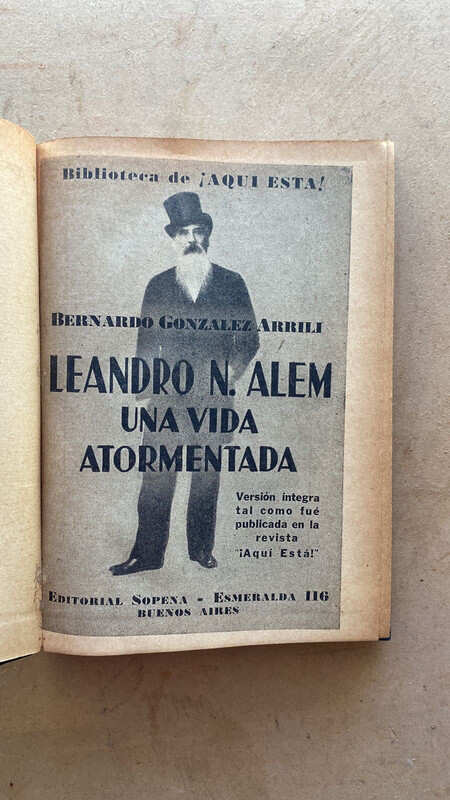 Biblioteca de ¡AQUI ESTA!
BERNARDO GONZALEZ ARRILI
LEANDRO N. ALEM
UNA VIDA
ATORMENTADA
Versión integra
tal como fué
publicada en la
revista
"¡Aquí Está!"
EDITORIAL SOPENA - ESMERALDA 116
BUENOS AIRES